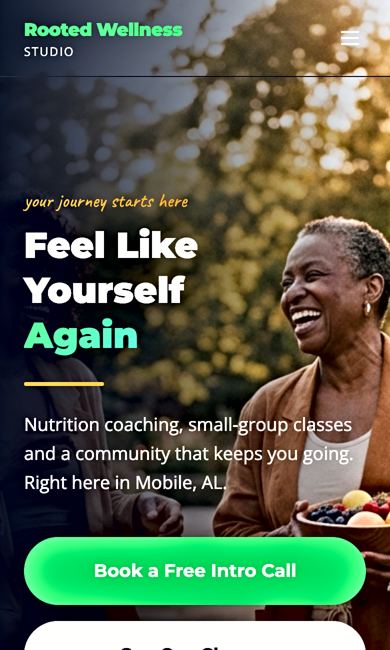 Rooted Wellness
STUDIO
your journey starts here
Feel Like
Yourself
Again
Nutrition coaching, small-group classes
and a community that keeps you going.
Right here in Mobile, AL.
Book a Free Intro Call